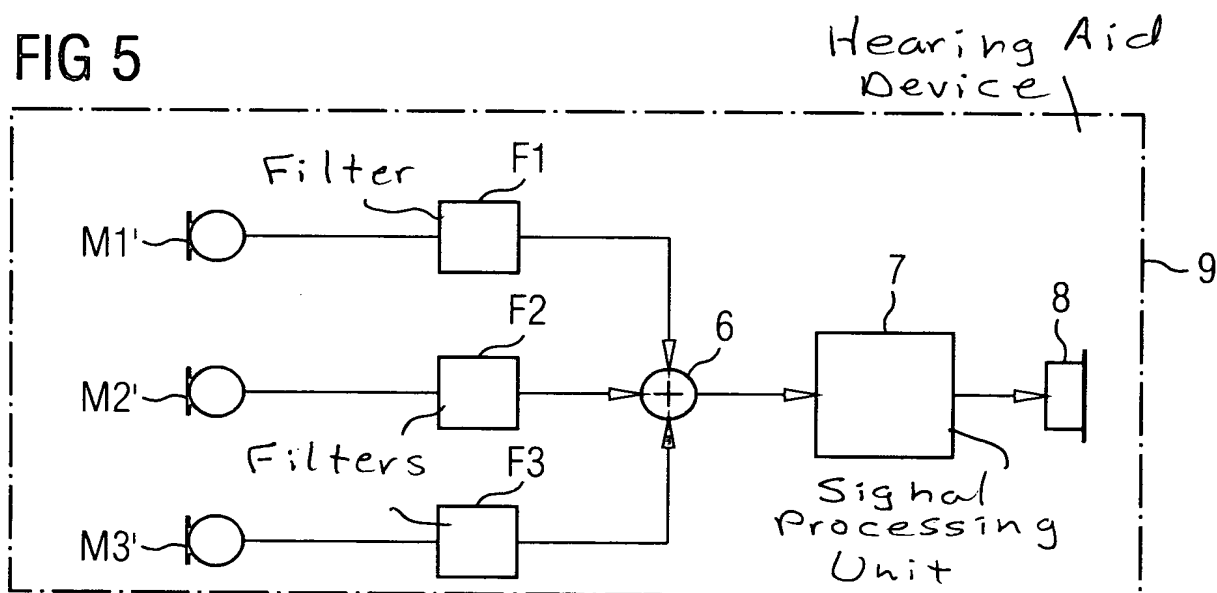 FIG 5
Hearing Aid
Device
Filter
F1
M1'
9
7
8
F2
6
M2'
Filters
F3
M3'
Signal
Processing
Unit